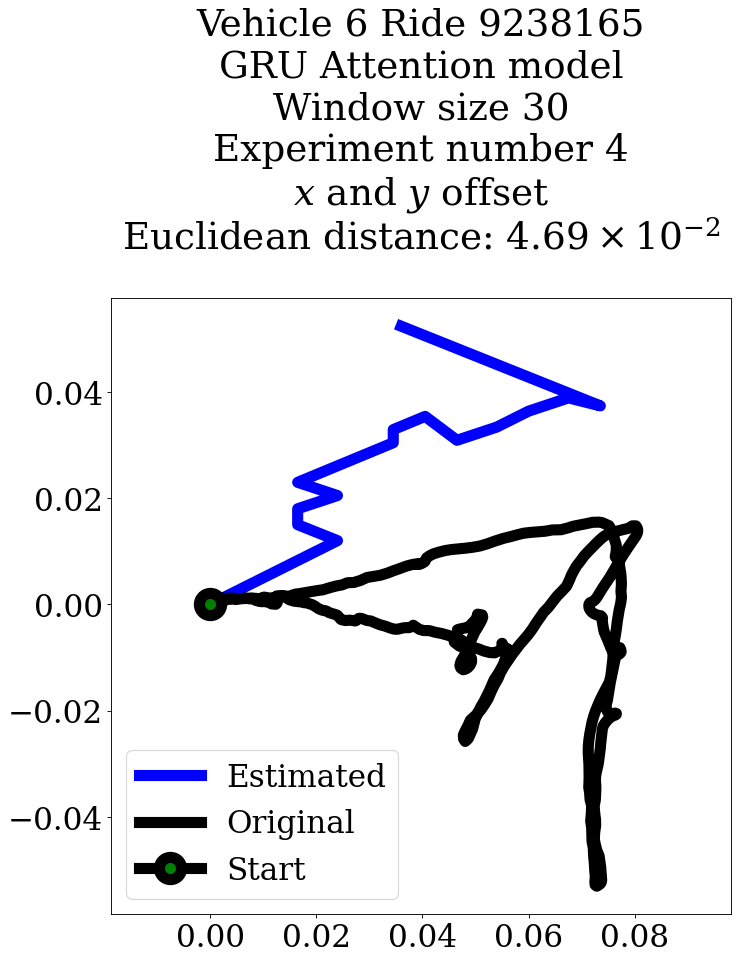 Vehicle 6 Ride 9238165
GRU Attention model
Window size 30
Experiment number 4
x and y offset
Euclidean distance: 4.69 × 10⁻²
0.04
0.02
0.00
−0.02
−0.04
Estimated
Original
Start
0.00 0.02 0.04 0.06 0.08